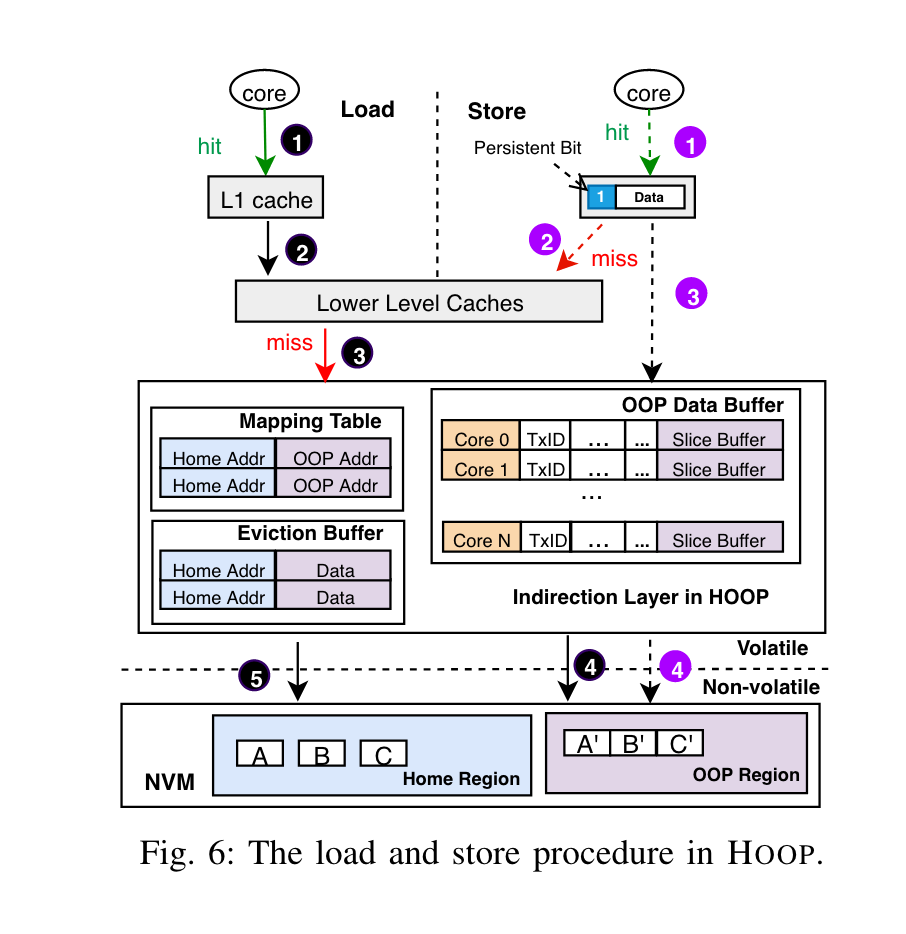 core
core
Load
Store
hit
1
hit
1
Persistent Bit
L1 cache
1 Data
2
2
miss
3
Lower Level Caches
miss
3
Mapping Table
Home Addr OOP Addr
Home Addr OOP Addr
Eviction Buffer
Home Addr Data
Home Addr Data
OOP Data Buffer
Core 0 TxID ... ... Slice Buffer
Core 1 TxID ... ... Slice Buffer
...
Core N TxID ... ... Slice Buffer
Indirection Layer in HOOP
Volatile
5
4
4
Non-volatile
NVM
A B C
Home Region
A' B' C'
OOP Region
Fig. 6: The load and store procedure in HOOP.